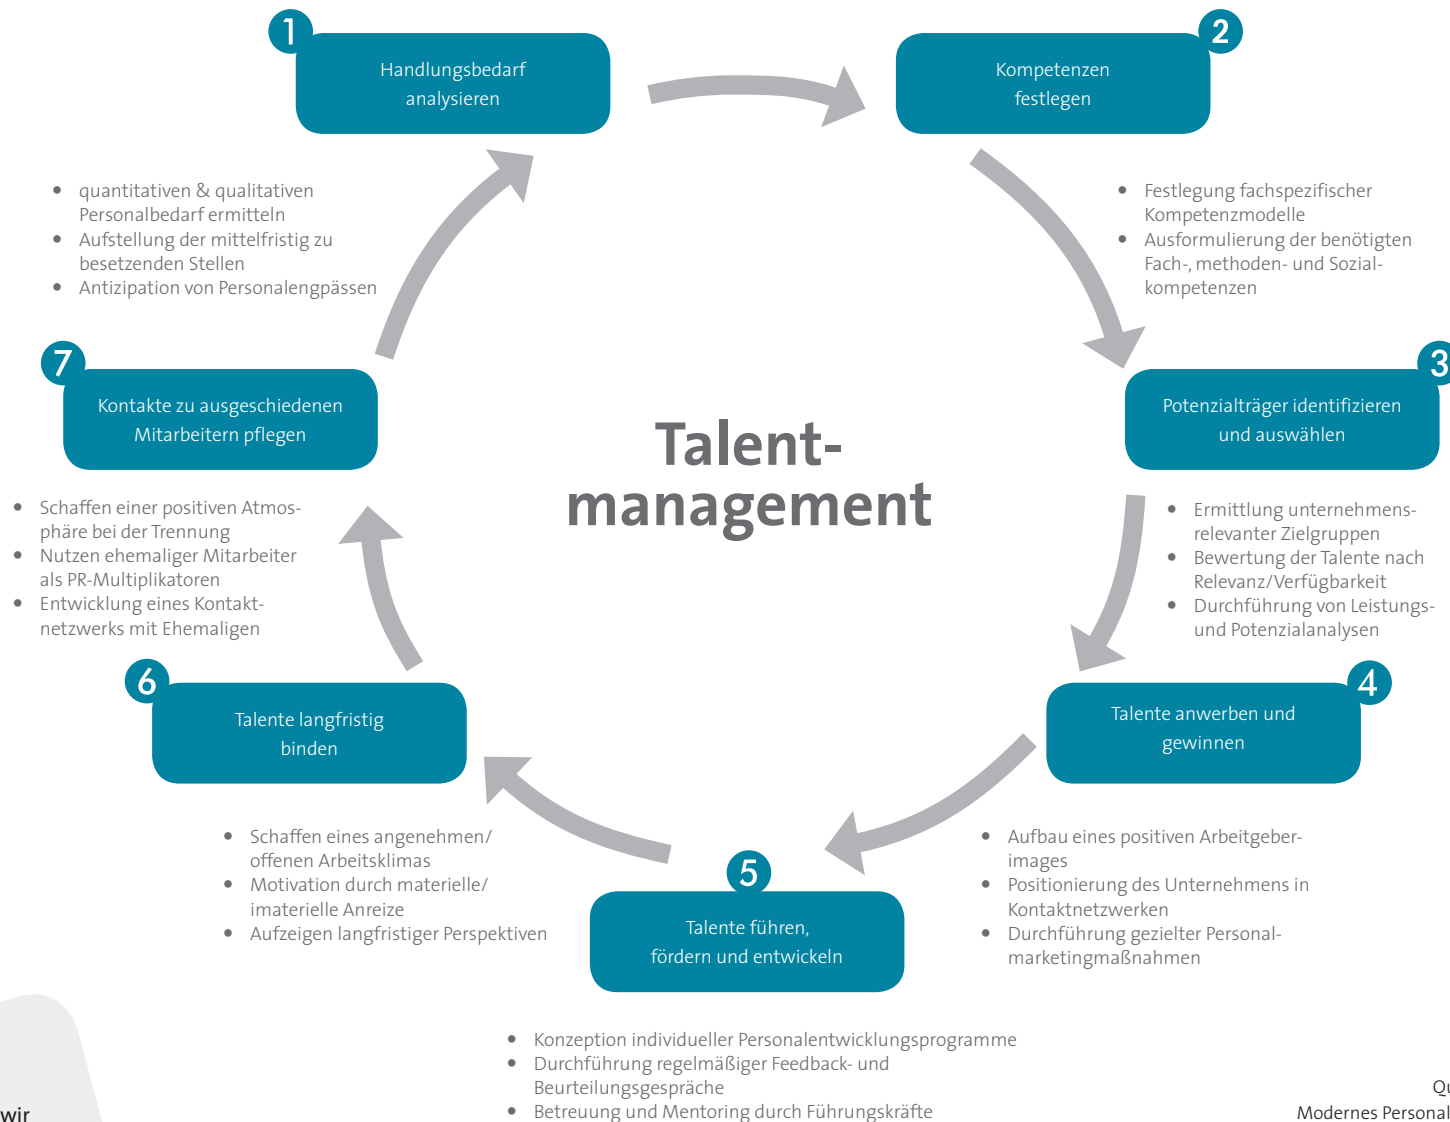 1
Handlungsbedarf
analysieren
• quantitativen & qualitativen
Personalbedarf ermitteln
• Aufstellung der mittelfristig zu
besetzenden Stellen
• Antizipation von Personalengpässen
2
Kompetenzen
festlegen
• Festlegung fachspezifischer
Kompetenzmodelle
• Ausformulierung der benötigten
Fach-, methoden- und Sozial-
kompetenzen
3
Potenzialträger identifizieren
und auswählen
• Ermittlung unternehmens-
relevanter Zielgruppen
• Bewertung der Talente nach
Relevanz/Verfügbarkeit
• Durchführung von Leistungs-
und Potenzialanalysen
Talent-
management
4
Talente anwerben und
gewinnen
• Aufbau eines positiven Arbeitgeber-
images
• Positionierung des Unternehmens in
Kontaktnetzwerken
• Durchführung gezielter Personal-
marketingmaßnahmen
5
Talente führen,
fördern und entwickeln
• Konzeption individueller Personalentwicklungsprogramme
• Durchführung regelmäßiger Feedback- und
Beurteilungsgespräche
• Betreuung und Mentoring durch Führungskräfte
6
Talente langfristig
binden
• Schaffen eines angenehmen/
offenen Arbeitsklimas
• Motivation durch materielle/
imaterielle Anreize
• Aufzeigen langfristiger Perspektiven
7
Kontakte zu ausgeschiedenen
Mitarbeitern pflegen
• Schaffen einer positiven Atmos-
phäre bei der Trennung
• Nutzen ehemaliger Mitarbeiter
als PR-Multiplikatoren
• Entwicklung eines Kontakt-
netzwerks mit Ehemaligen
wir
Qu
Modernes Personal